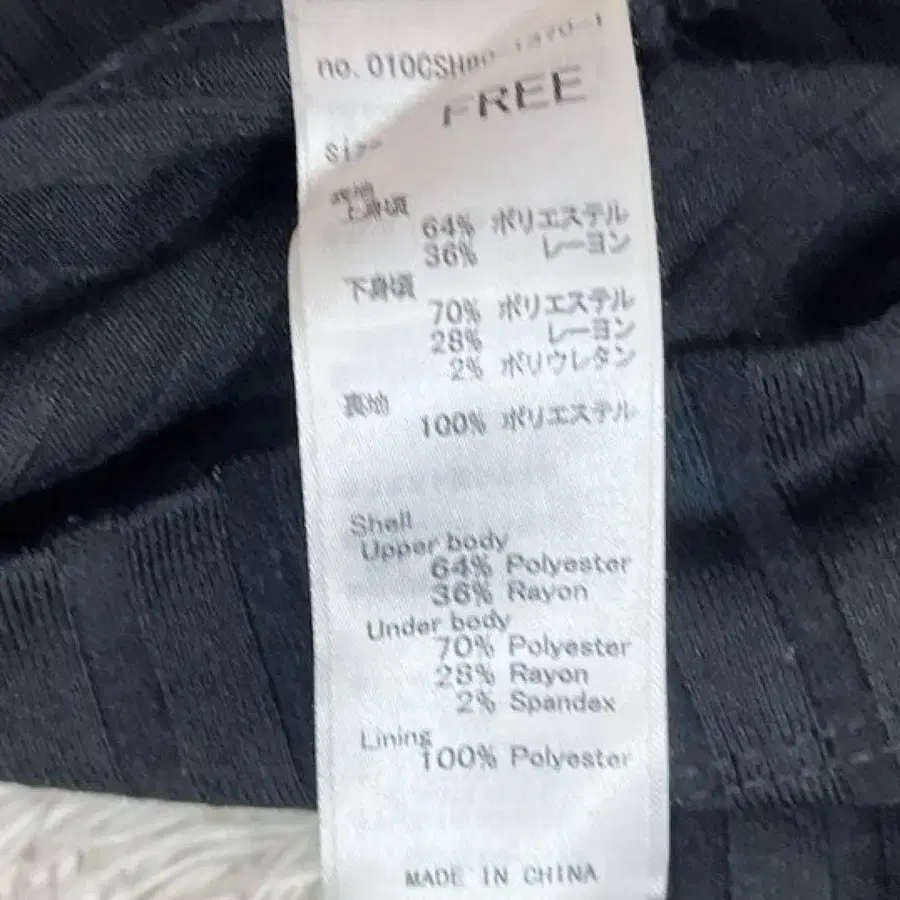 no. 010CSH
FREE
Size
表地
上身頃
64% ポリエステル
36% レーヨン
下身頃
70% ポリエステル
28% レーヨン
2% ポリウレタン
裏地
100% ポリエステル
Shell
Upper body
64% Polyester
36% Rayon
Under body
70% Polyester
28% Rayon
2% Spandex
Lining
100% Polyester
MADE IN CHINA